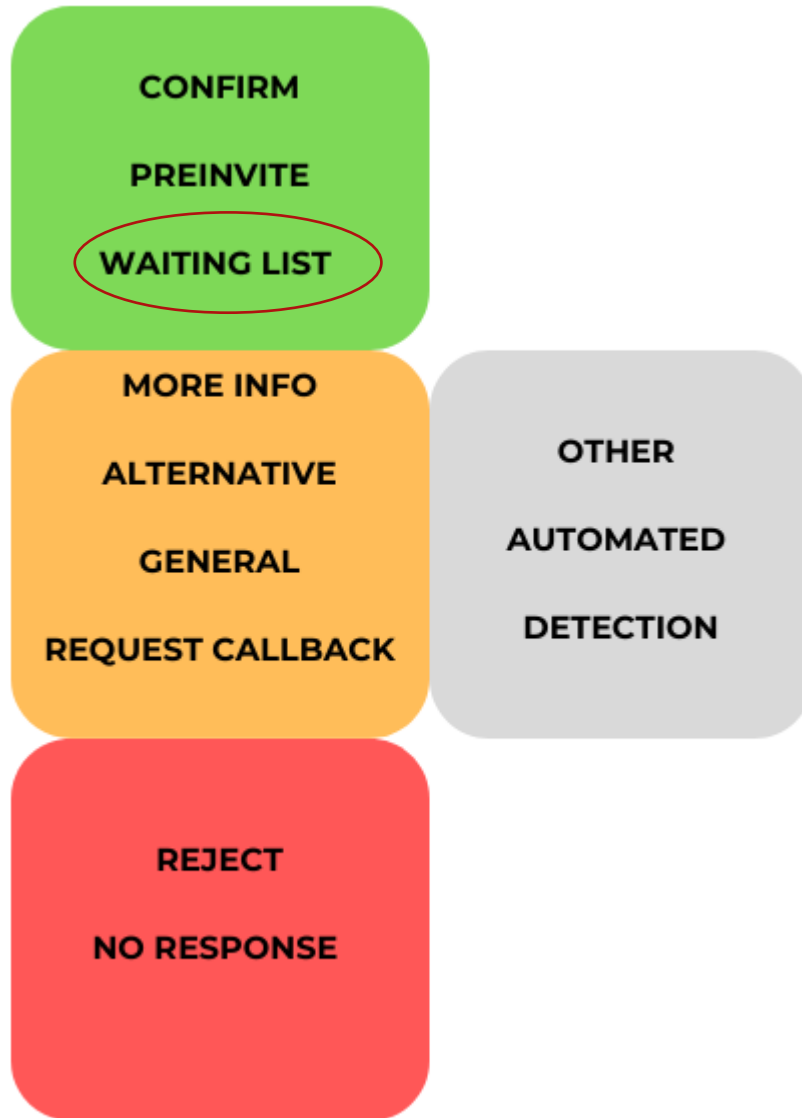 CONFIRM
PREINVITE
WAITING LIST
MORE INFO
ALTERNATIVE
GENERAL
REQUEST CALLBACK
OTHER
AUTOMATED
DETECTION
REJECT
NO RESPONSE